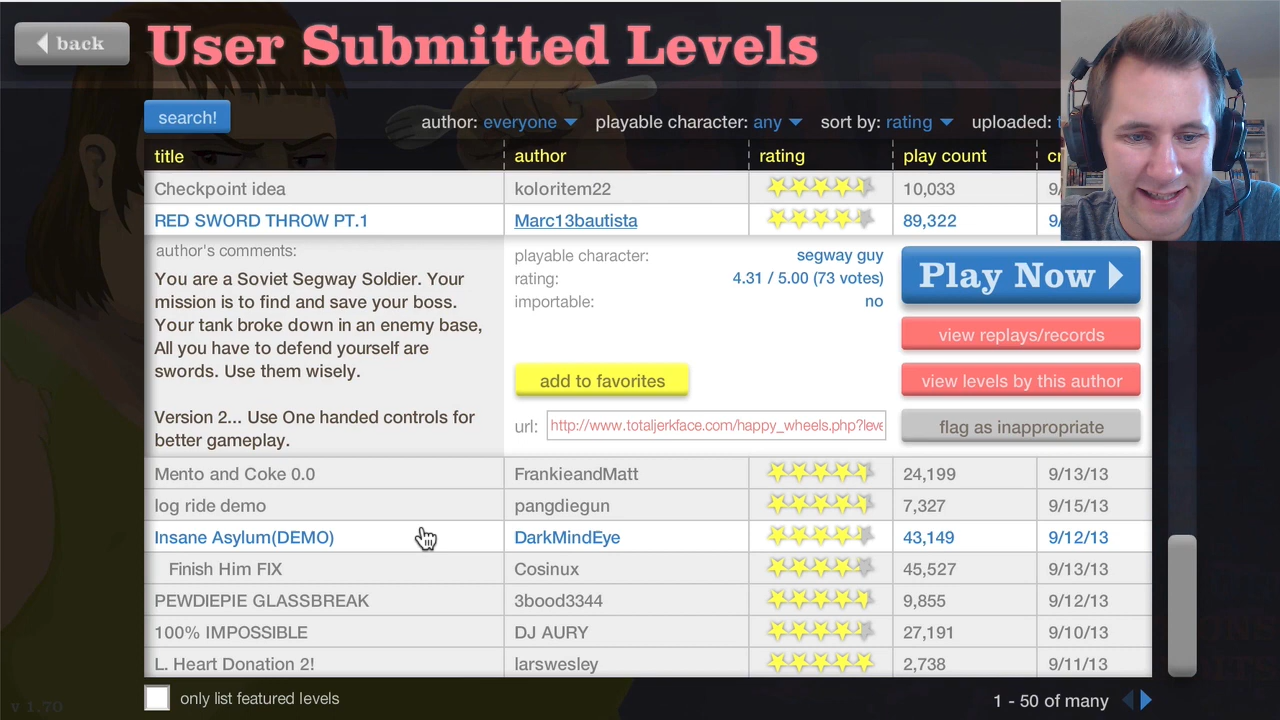 back
User Submitted Levels
search!
author: everyone playable character: any sort by: rating uploaded:
title author rating play count
Checkpoint idea koloritem22 10,033 9/
RED SWORD THROW PT.1 Marc13bautista 89,322 9/
author's comments:
You are a Soviet Segway Soldier. Your
mission is to find and save your boss.
Your tank broke down in an enemy base,
All you have to defend yourself are
swords. Use them wisely.
Version 2... Use One handed controls for
better gameplay.
playable character: segway guy
rating: 4.31 / 5.00 (73 votes)
importable: no
add to favorites
url: http://www.totaljerkface.com/happy_wheels.php?leve
Play Now
view replays/records
view levels by this author
flag as inappropriate
Mento and Coke 0.0 FrankieandMatt 24,199 9/13/13
log ride demo pangdiegun 7,327 9/15/13
Insane Asylum(DEMO) DarkMindEye 43,149 9/12/13
Finish Him FIX Cosinux 45,527 9/13/13
PEWDIEPIE GLASSBREAK 3bood3344 9,855 9/12/13
100% IMPOSSIBLE DJ AURY 27,191 9/10/13
L. Heart Donation 2! larswesley 2,738 9/11/13
only list featured levels
1 - 50 of many
v 1.70